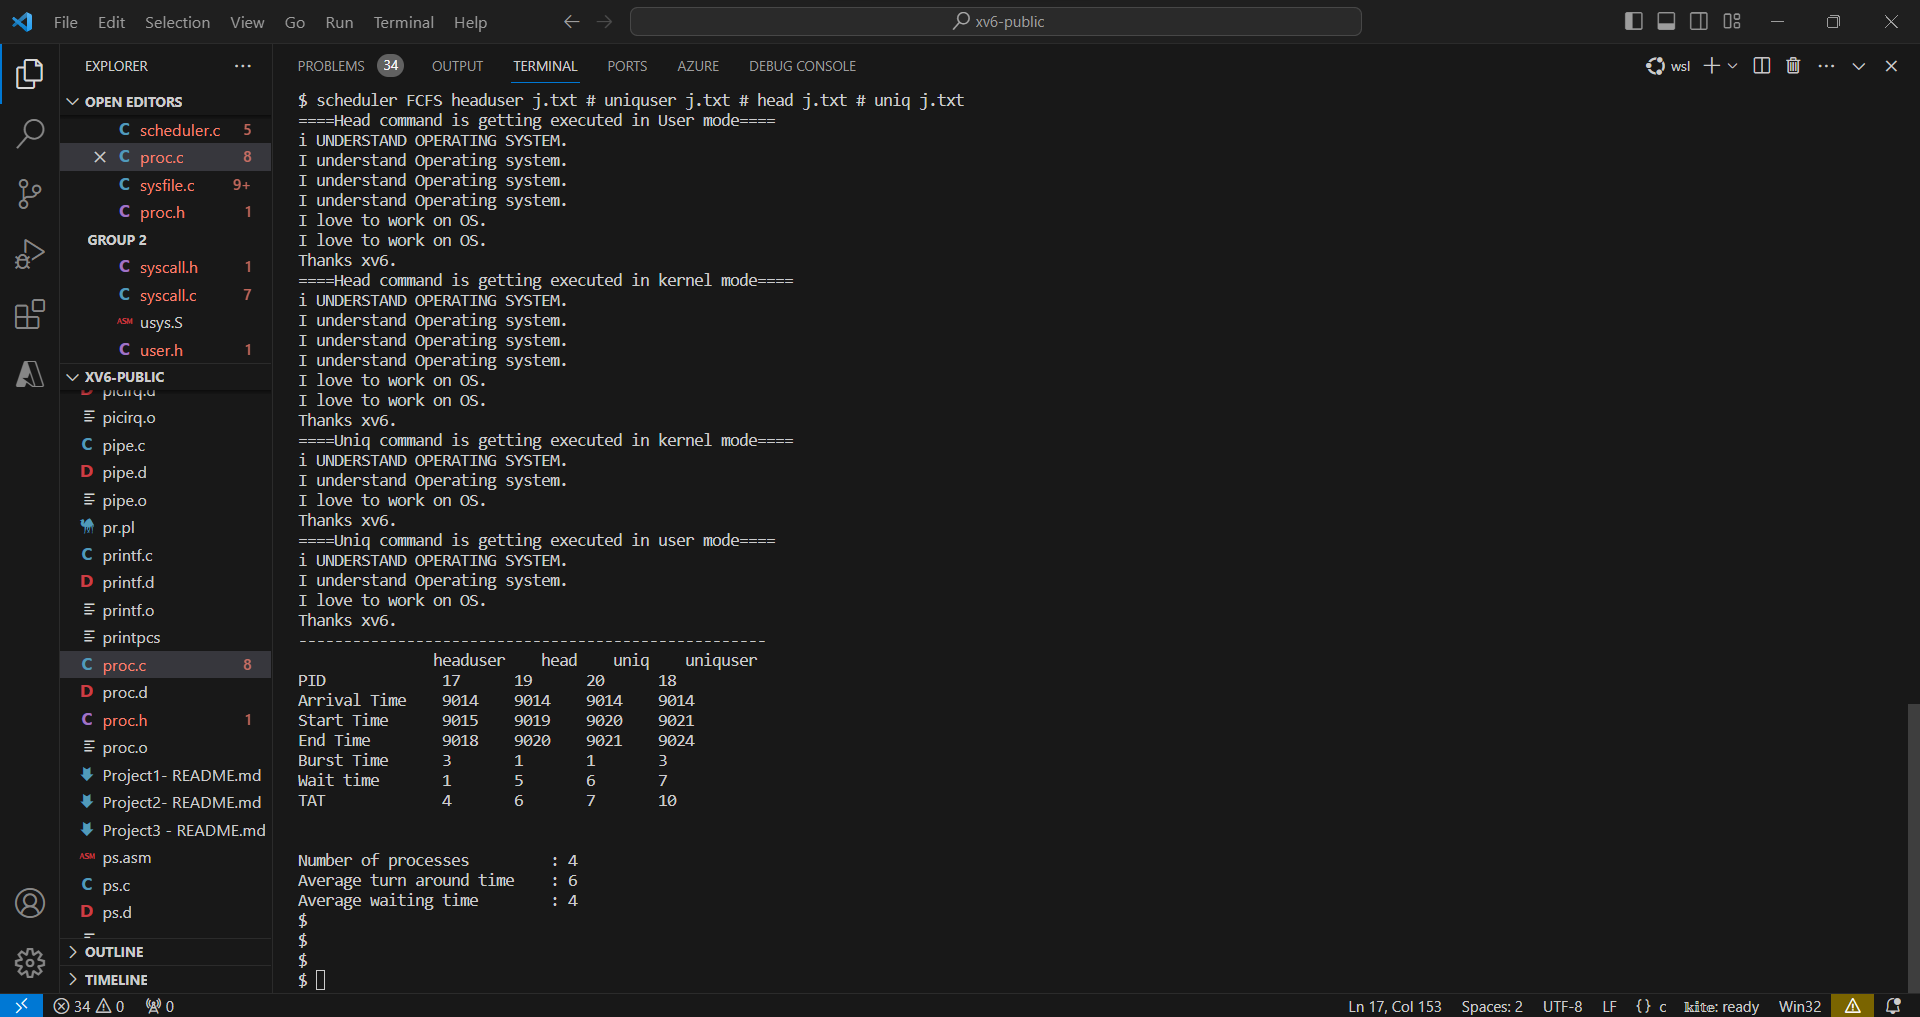 File Edit Selection View Go Run Terminal Help xv6-public
EXPLORER
OPEN EDITORS
scheduler.c 5
proc.c 8
sysfile.c 9+
proc.h 1
GROUP 2
syscall.h 1
syscall.c 7
ASM usys.S
user.h 1
XV6-PUBLIC
picirq.d
picirq.o
pipe.c
pipe.d
pipe.o
pr.pl
printf.c
printf.d
printf.o
printpcs
proc.c 8
proc.d
proc.h 1
proc.o
Project1- README.md
Project2- README.md
Project3 - README.md
ASM ps.asm
ps.c
ps.d
OUTLINE
TIMELINE
PROBLEMS 34 OUTPUT TERMINAL PORTS AZURE DEBUG CONSOLE wsl
$ scheduler FCFS headuser j.txt # uniquser j.txt # head j.txt # uniq j.txt
====Head command is getting executed in User mode====
i UNDERSTAND OPERATING SYSTEM.
I understand Operating system.
I understand Operating system.
I understand Operating system.
I love to work on OS.
I love to work on OS.
Thanks xv6.
====Head command is getting executed in kernel mode====
i UNDERSTAND OPERATING SYSTEM.
I understand Operating system.
I understand Operating system.
I understand Operating system.
I love to work on OS.
I love to work on OS.
Thanks xv6.
====Uniq command is getting executed in kernel mode====
i UNDERSTAND OPERATING SYSTEM.
I understand Operating system.
I love to work on OS.
Thanks xv6.
====Uniq command is getting executed in user mode====
i UNDERSTAND OPERATING SYSTEM.
I understand Operating system.
I love to work on OS.
Thanks xv6.
----------------------------------------------------
headuser head uniq uniquser
PID 17 19 20 18
Arrival Time 9014 9014 9014 9014
Start Time 9015 9019 9020 9021
End Time 9018 9020 9021 9024
Burst Time 3 1 1 3
Wait time 1 5 6 7
TAT 4 6 7 10
Number of processes : 4
Average turn around time : 6
Average waiting time : 4
$
$
$
$
34 0 0 Ln 17, Col 153 Spaces: 2 UTF-8 LF {} c kite: ready Win32